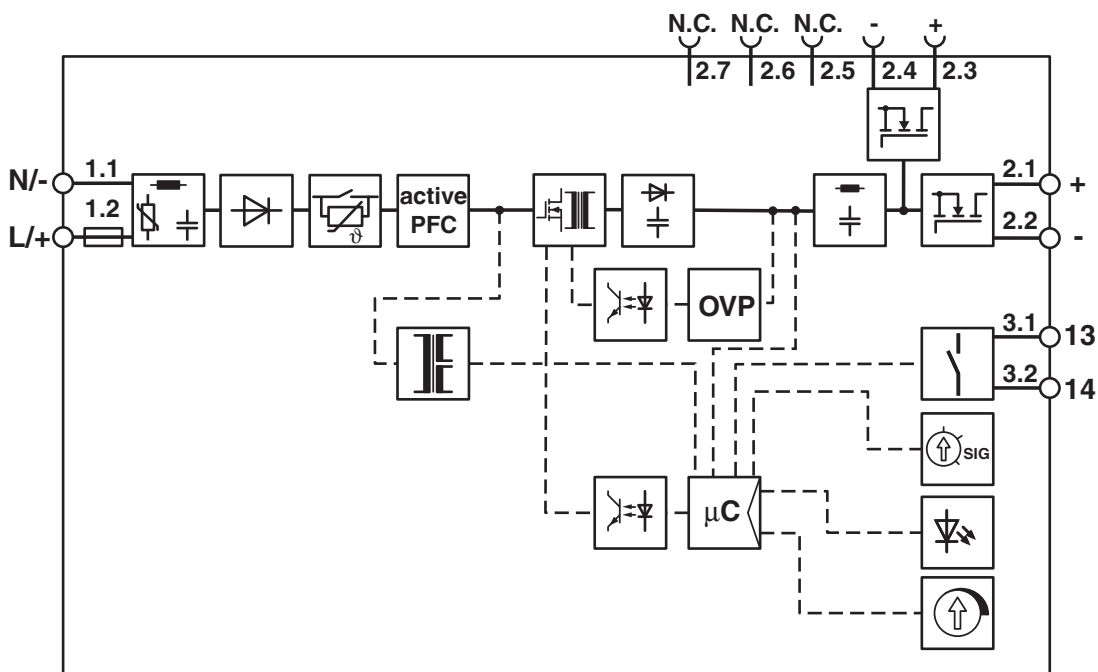 N.C. N.C. N.C. - +
2.7 2.6 2.5 2.4 2.3
N/- 1.1
1.2
L/+
active
PFC
ϑ
2.1 +
2.2 -
OVP
3.1 13
3.2 14
SIG
µC